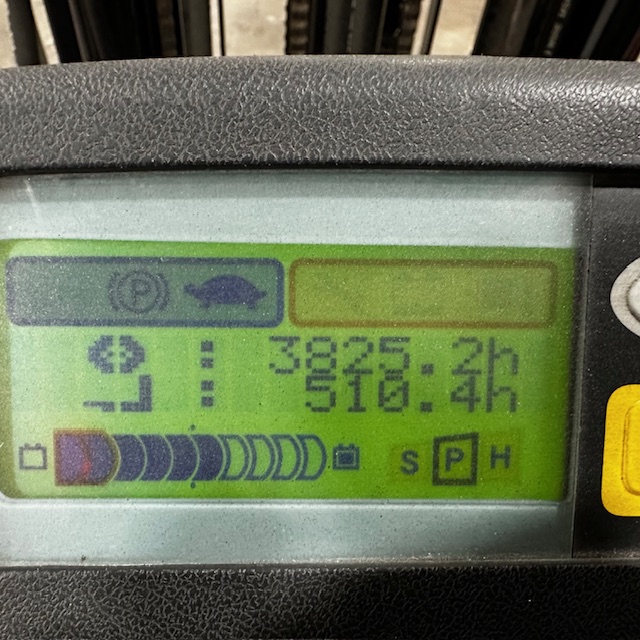 (P)
: 3825.2h
: 510.4h
S P H